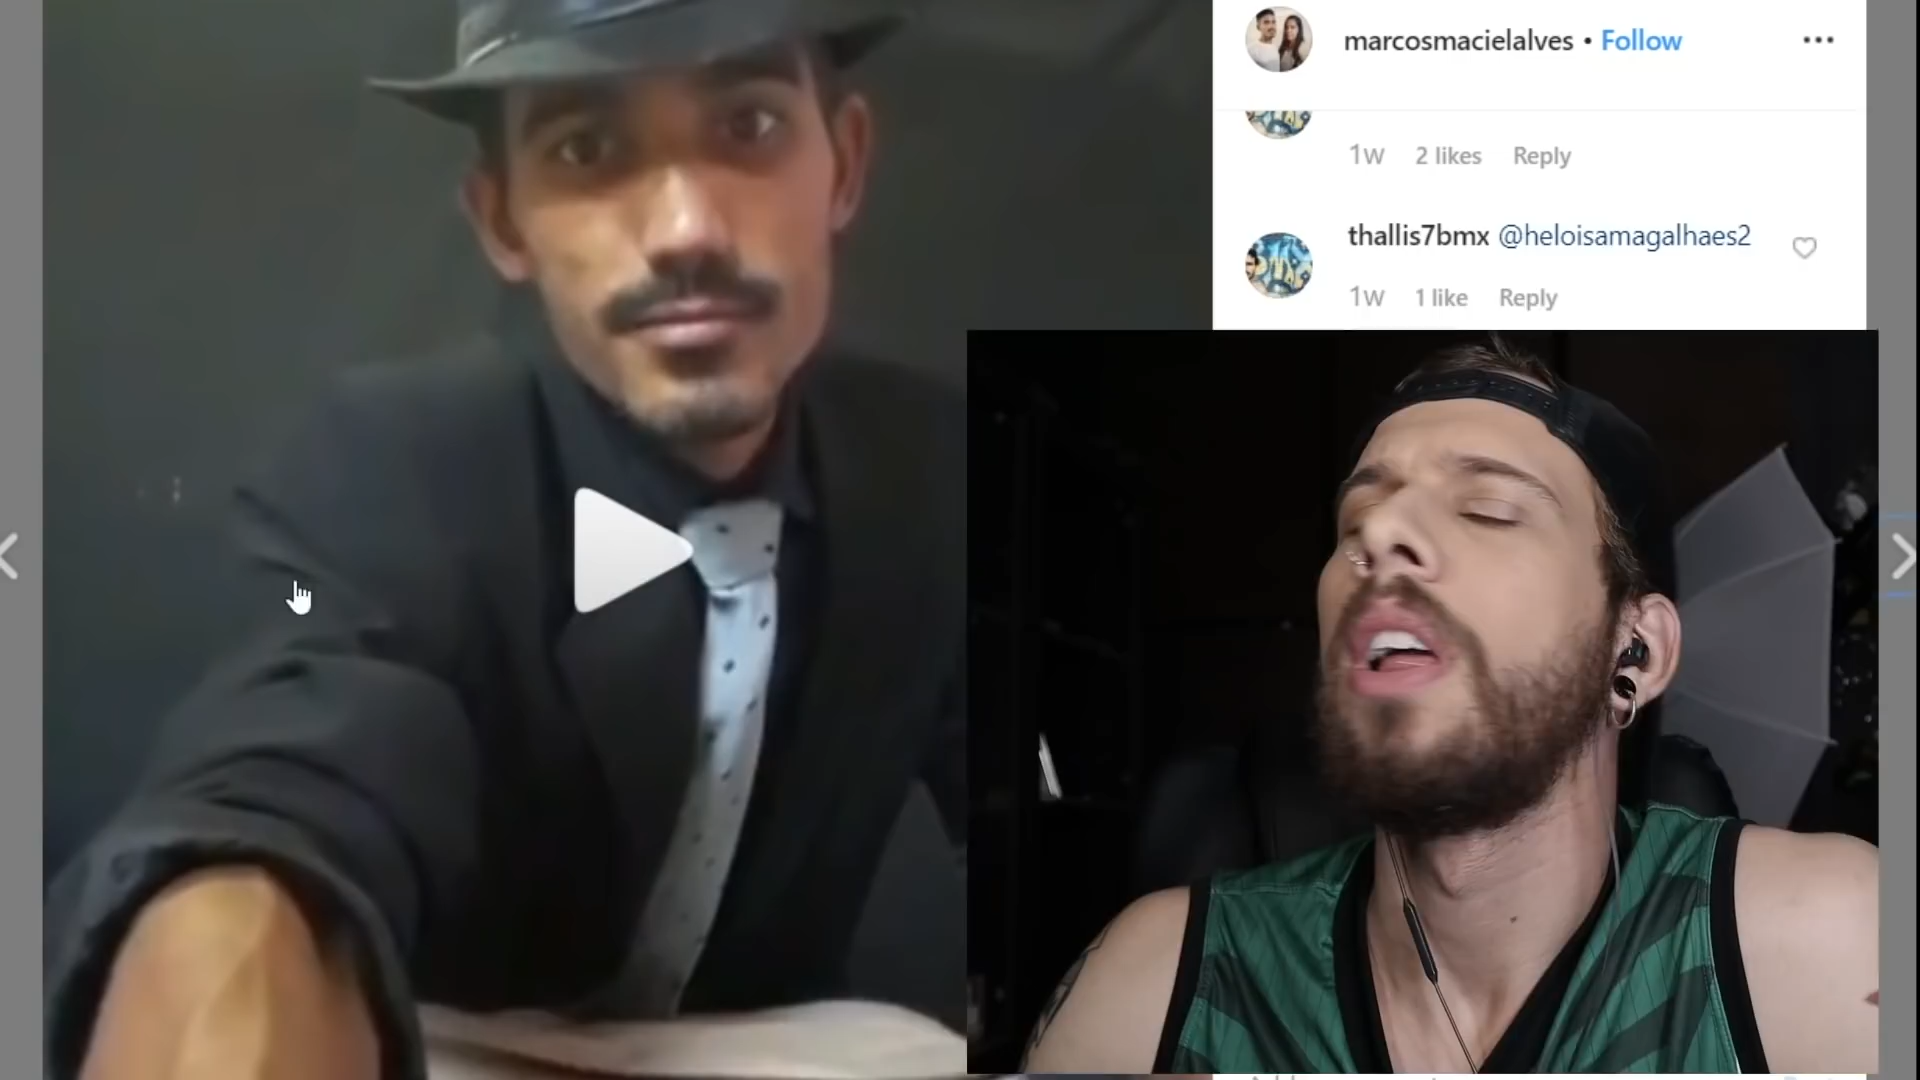 marcosmacielalves • Follow
1w 2 likes Reply
thallis7bmx @heloisamagalhaes2
1w 1 like Reply